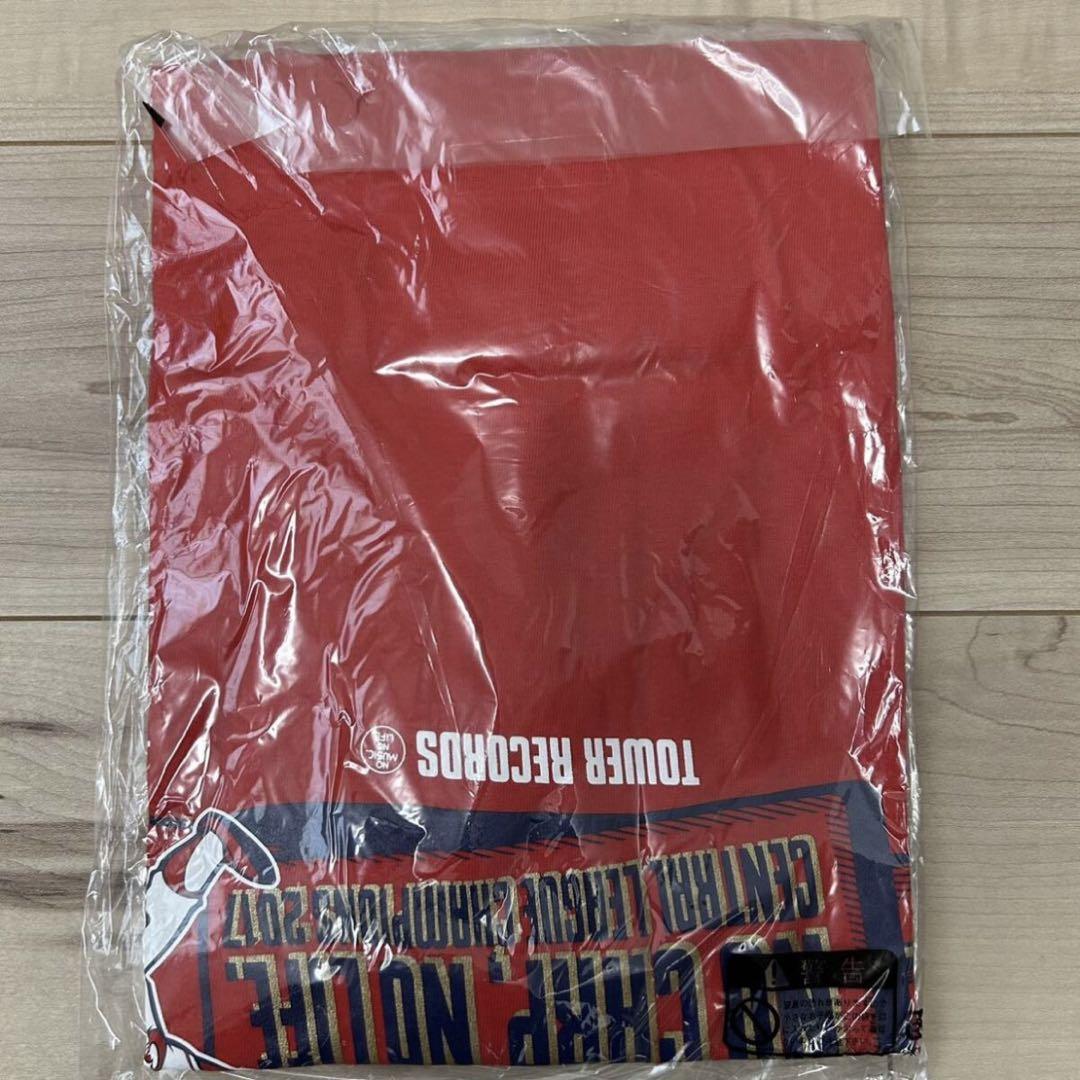 NO CARP, NO LIFE
CENTRAL LEAGUE CHAMPIONS 2017
TOWER RECORDS
NO
MUSIC
NO
LIFE
警告